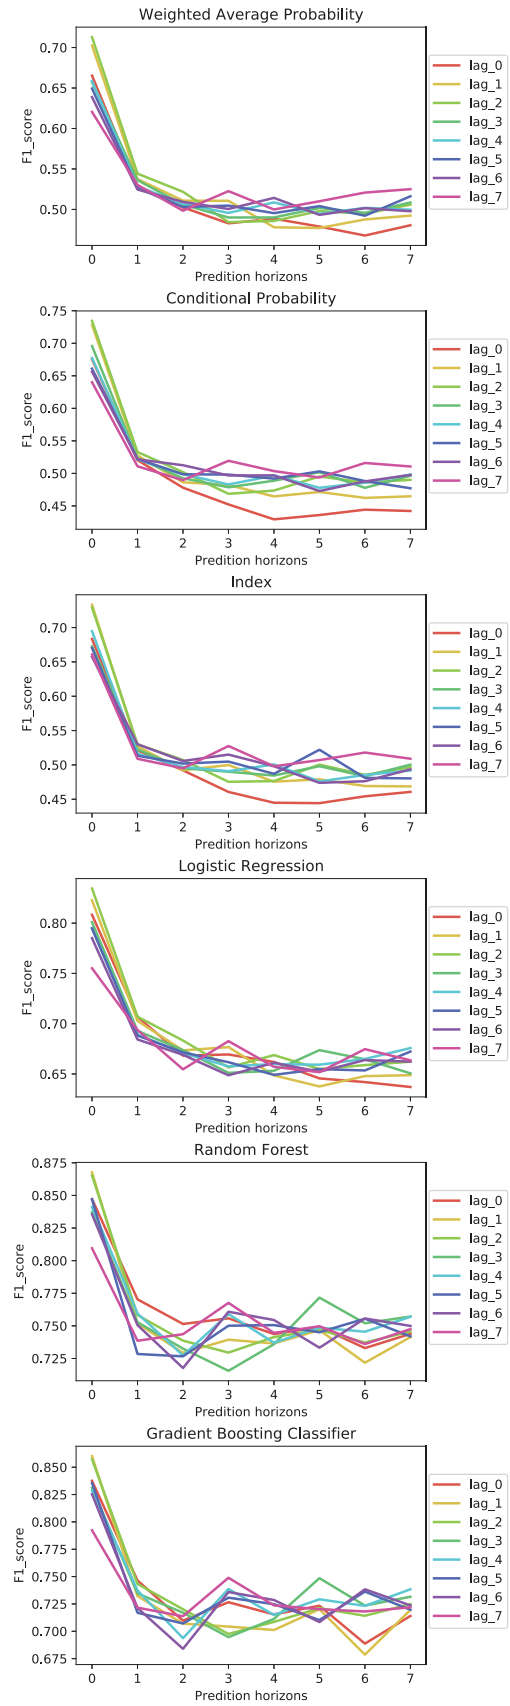 Weighted Average Probability
0.70
0.65
0.60
0.55
0.50
F1_score
0 1 2 3 4 5 6 7
Predition horizons
lag_0
lag_1
lag_2
lag_3
lag_4
lag_5
lag_6
lag_7
Conditional Probability
0.75
0.70
0.65
0.60
0.55
0.50
0.45
F1_score
0 1 2 3 4 5 6 7
Predition horizons
lag_0
lag_1
lag_2
lag_3
lag_4
lag_5
lag_6
lag_7
Index
0.70
0.65
0.60
0.55
0.50
0.45
F1_score
0 1 2 3 4 5 6 7
Predition horizons
lag_0
lag_1
lag_2
lag_3
lag_4
lag_5
lag_6
lag_7
Logistic Regression
0.80
0.75
0.70
0.65
F1_score
0 1 2 3 4 5 6 7
Predition horizons
lag_0
lag_1
lag_2
lag_3
lag_4
lag_5
lag_6
lag_7
Random Forest
0.875
0.850
0.825
0.800
0.775
0.750
0.725
F1_score
0 1 2 3 4 5 6 7
Predition horizons
lag_0
lag_1
lag_2
lag_3
lag_4
lag_5
lag_6
lag_7
Gradient Boosting Classifier
0.850
0.825
0.800
0.775
0.750
0.725
0.700
0.675
F1_score
0 1 2 3 4 5 6 7
Predition horizons
lag_0
lag_1
lag_2
lag_3
lag_4
lag_5
lag_6
lag_7